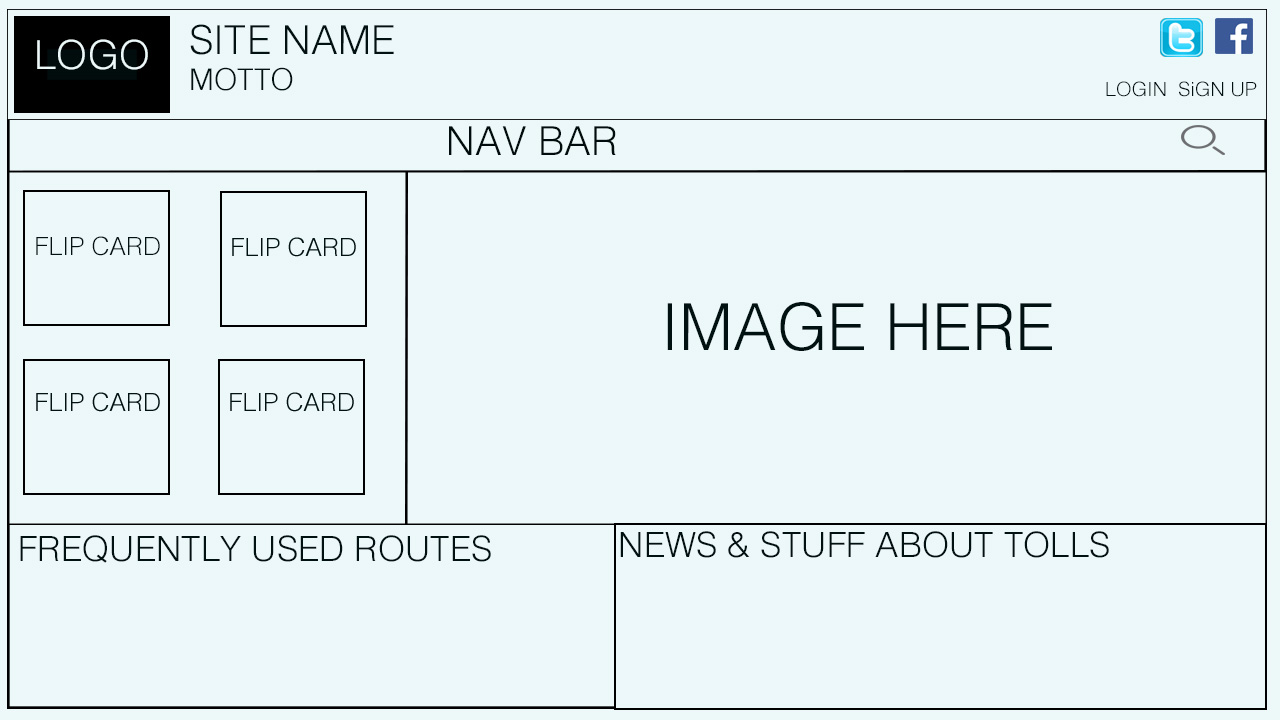 LOGO
SITE NAME
MOTTO
LOGIN SiGN UP
NAV BAR
FLIP CARD
FLIP CARD
FLIP CARD
FLIP CARD
IMAGE HERE
FREQUENTLY USED ROUTES
NEWS & STUFF ABOUT TOLLS